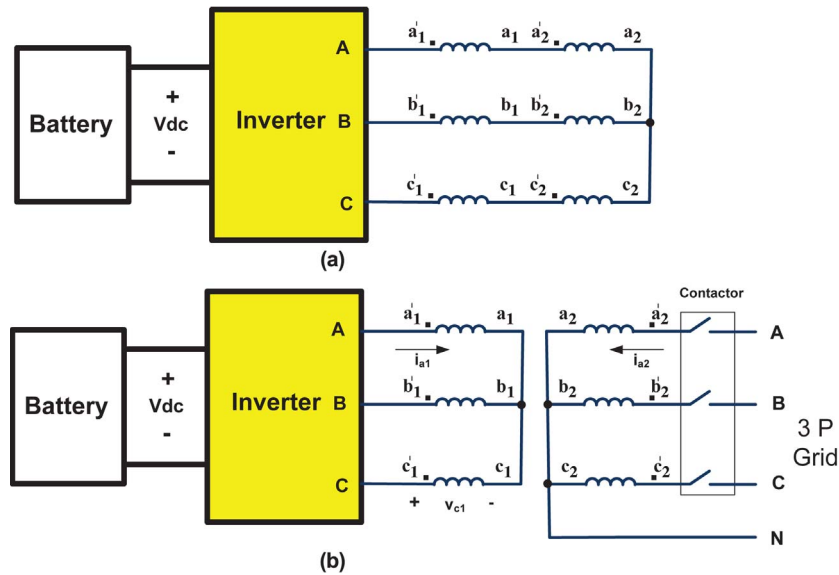 A a'1 a1 a'2 a2
+
Battery Vdc Inverter B b'1 b1 b'2 b2
-
C c'1 c1 c'2 c2
(a)
Contactor
A a'1 a1 a2 a'2 A
ia1 ia2
+
Battery Vdc Inverter B b'1 b1 b2 b'2 B
-
3 P
Grid
C c'1 c1 c2 c'2 C
+ vc1 -
N
(b)